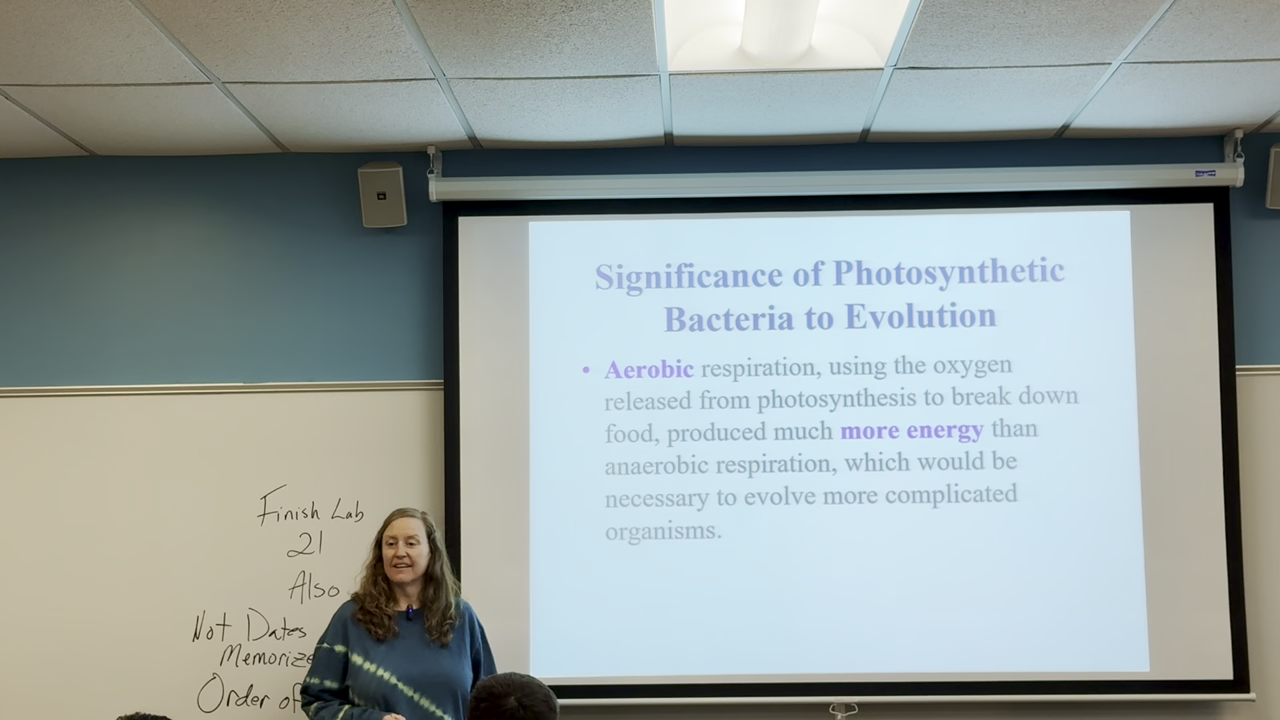 Significance of Photosynthetic
Bacteria to Evolution
• Aerobic respiration, using the oxygen
released from photosynthesis to break down
food, produced much more energy than
anaerobic respiration, which would be
necessary to evolve more complicated
organisms.
Finish Lab
21
Also
Not Dates
Memorize
Order of